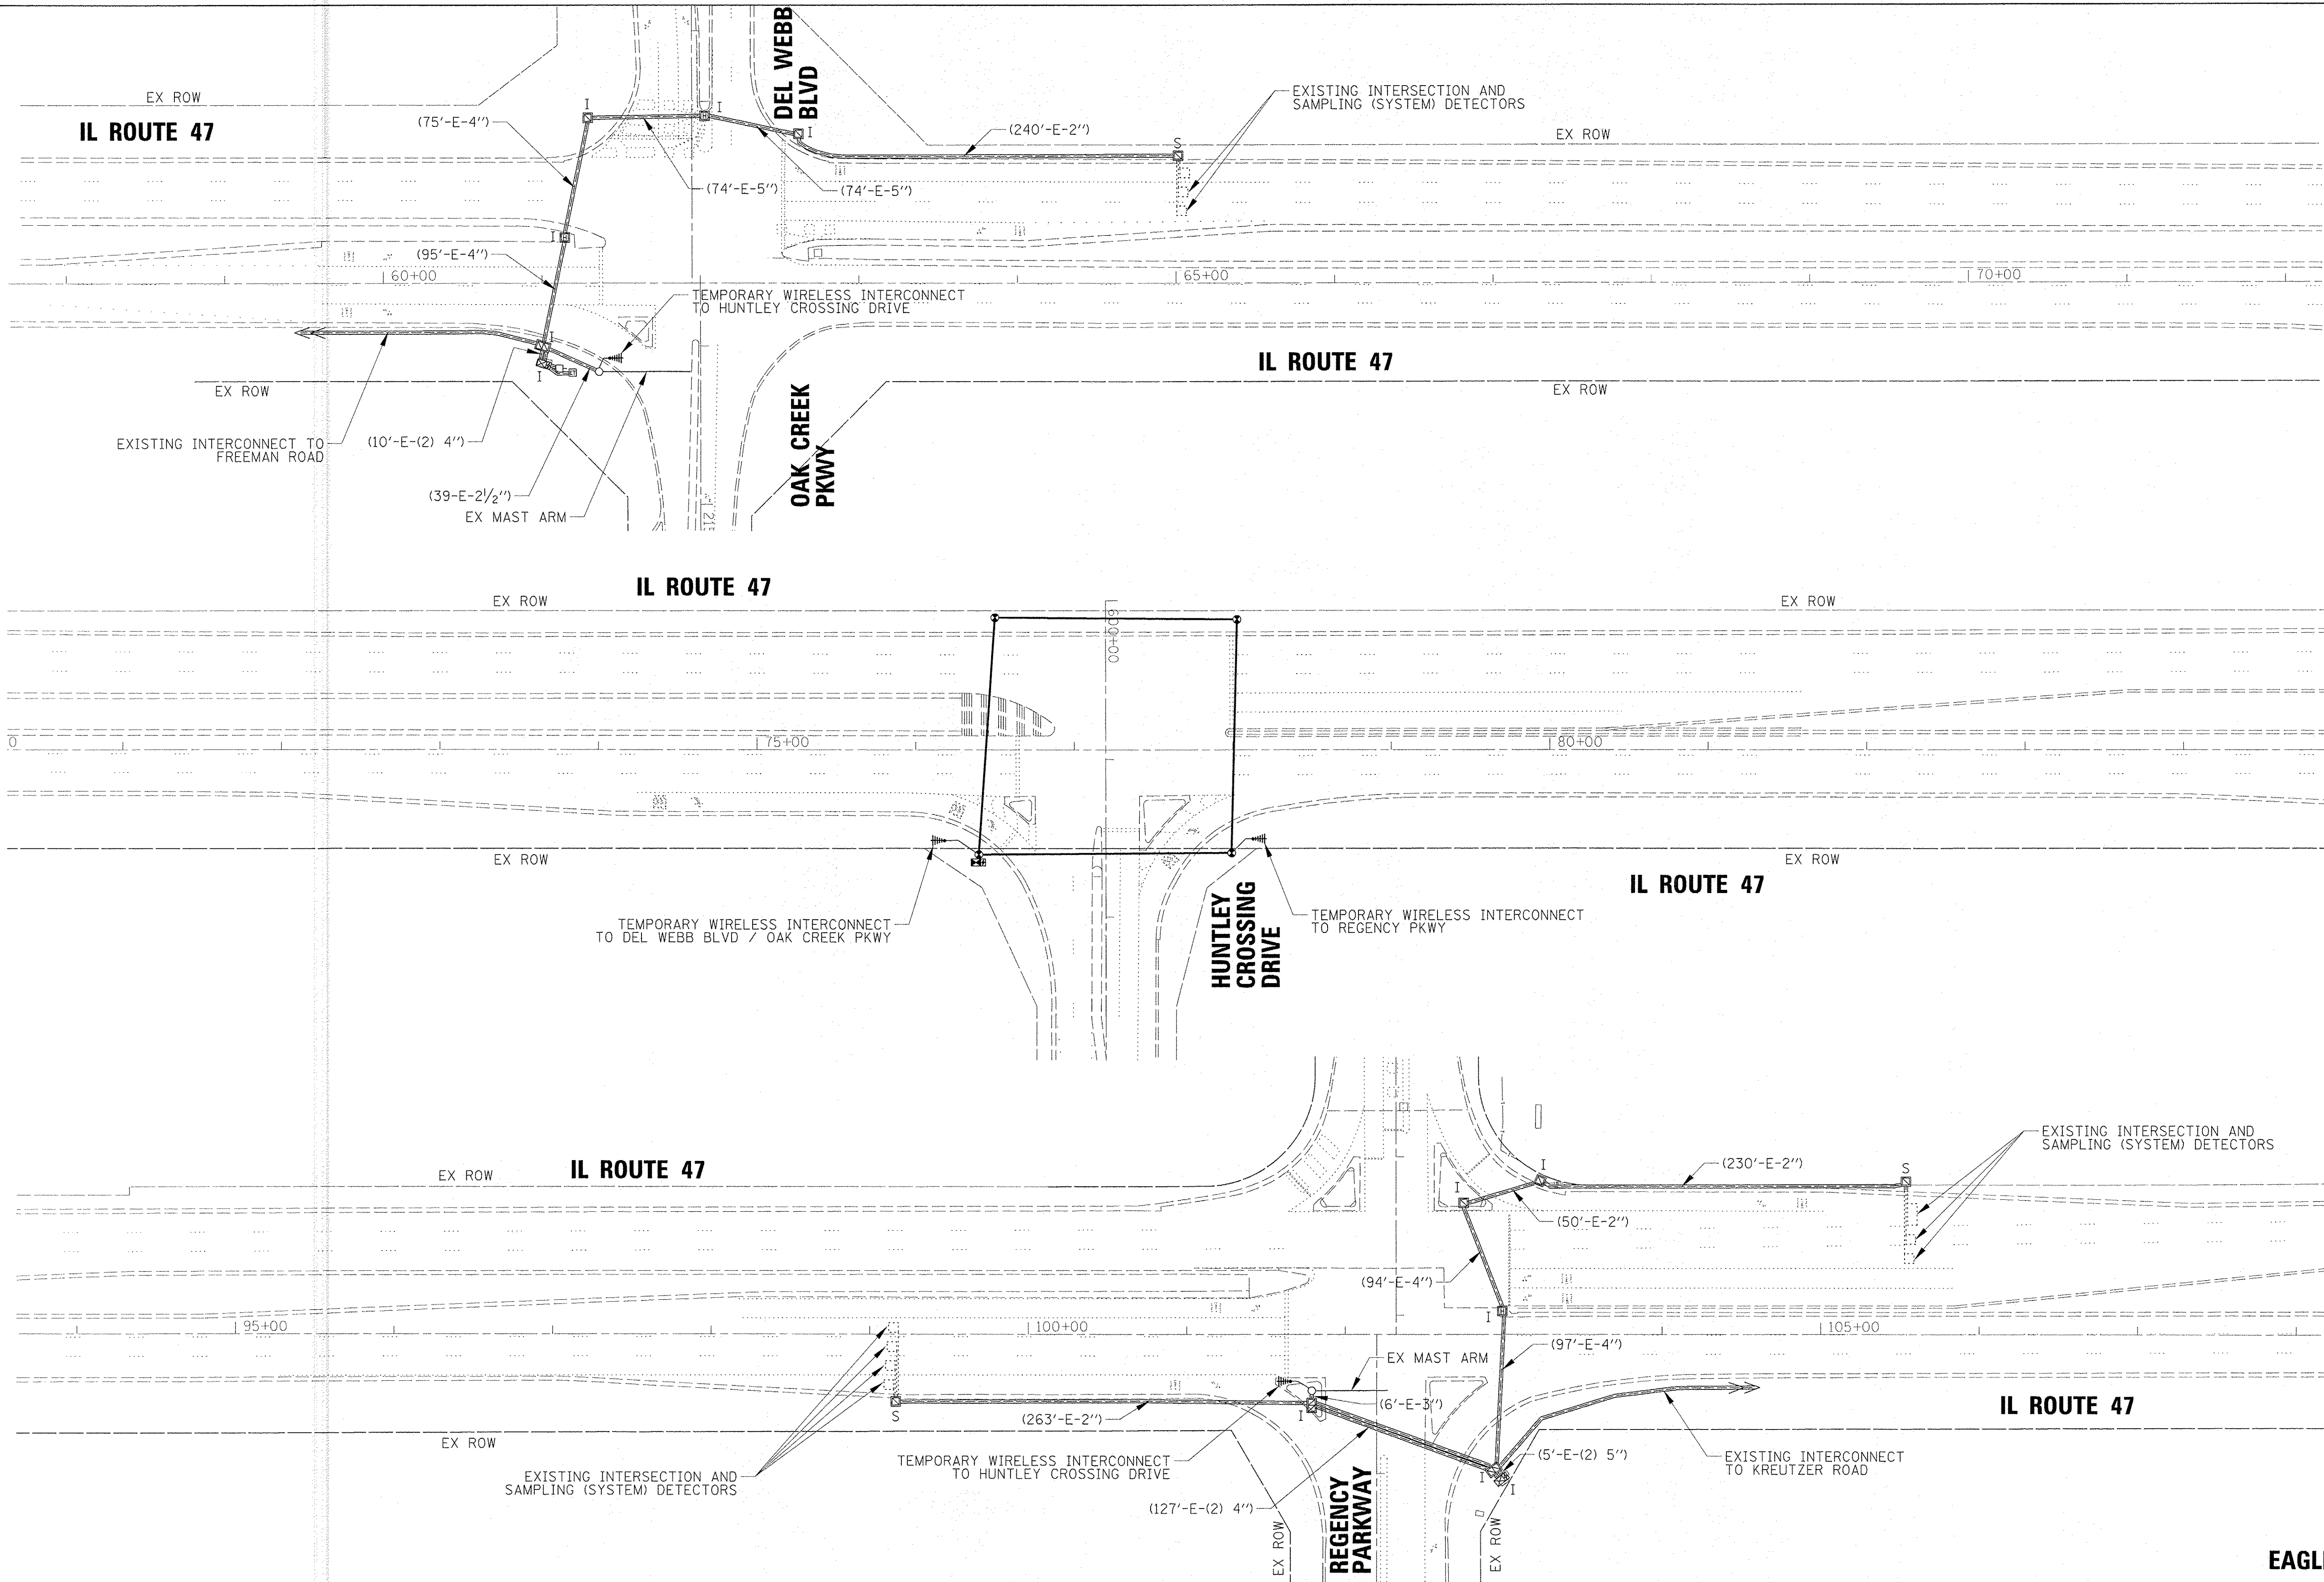 DEL WEBB
BLVD
EX ROW
IL ROUTE 47
(75'-E-4")
I
I
I
(240'-E-2")
S
EXISTING INTERSECTION AND
SAMPLING (SYSTEM) DETECTORS
EX ROW
(74'-E-5")
(74'-E-5")
I
(95'-E-4")
60+00
65+00
70+00
TEMPORARY WIRELESS INTERCONNECT
TO HUNTLEY CROSSING DRIVE
I
I
IL ROUTE 47
EX ROW
EX ROW
OAK CREEK
PKWY
EXISTING INTERCONNECT TO
FREEMAN ROAD
(10'-E-(2) 4")
(39-E-2½")
EX MAST ARM
IL ROUTE 47
EX ROW
EX ROW
600+00
0
75+00
80+00
EX ROW
EX ROW
IL ROUTE 47
HUNTLEY
CROSSING
DRIVE
TEMPORARY WIRELESS INTERCONNECT
TO DEL WEBB BLVD / OAK CREEK PKWY
TEMPORARY WIRELESS INTERCONNECT
TO REGENCY PKWY
EXISTING INTERSECTION AND
SAMPLING (SYSTEM) DETECTORS
EX ROW
IL ROUTE 47
I
I
(230'-E-2")
S
(50'-E-2")
(94'-E-4")
I
95+00
100+00
105+00
(97'-E-4")
EX MAST ARM
(6'-E-3")
I
S
(263'-E-2")
IL ROUTE 47
EX ROW
TEMPORARY WIRELESS INTERCONNECT
TO HUNTLEY CROSSING DRIVE
(5'-E-(2) 5")
EXISTING INTERCONNECT
TO KREUTZER ROAD
I
I
EXISTING INTERSECTION AND
SAMPLING (SYSTEM) DETECTORS
(127'-E-(2) 4")
REGENCY
PARKWAY
EX ROW
EX ROW
EAGL